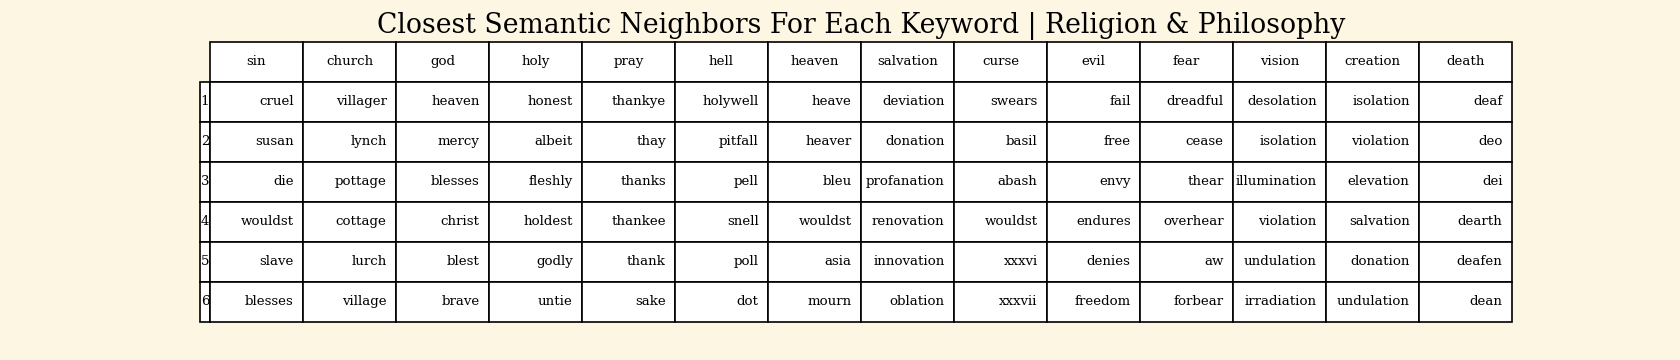 Closest Semantic Neighbors For Each Keyword | Religion & Philosophy
sin church god holy pray hell heaven salvation curse evil fear vision creation death
1 cruel villager heaven honest thankye holywell heave deviation swears fail dreadful desolation isolation deaf
2 susan lynch mercy albeit thay pitfall heaver donation basil free cease isolation violation deo
3 die pottage blesses fleshly thanks pell bleu profanation abash envy thear illumination elevation dei
4 wouldst cottage christ holdest thankee snell wouldst renovation wouldst endures overhear violation salvation dearth
5 slave lurch blest godly thank poll asia innovation xxxvi denies aw undulation donation deafen
6 blesses village brave untie sake dot mourn oblation xxxvii freedom forbear irradiation undulation dean